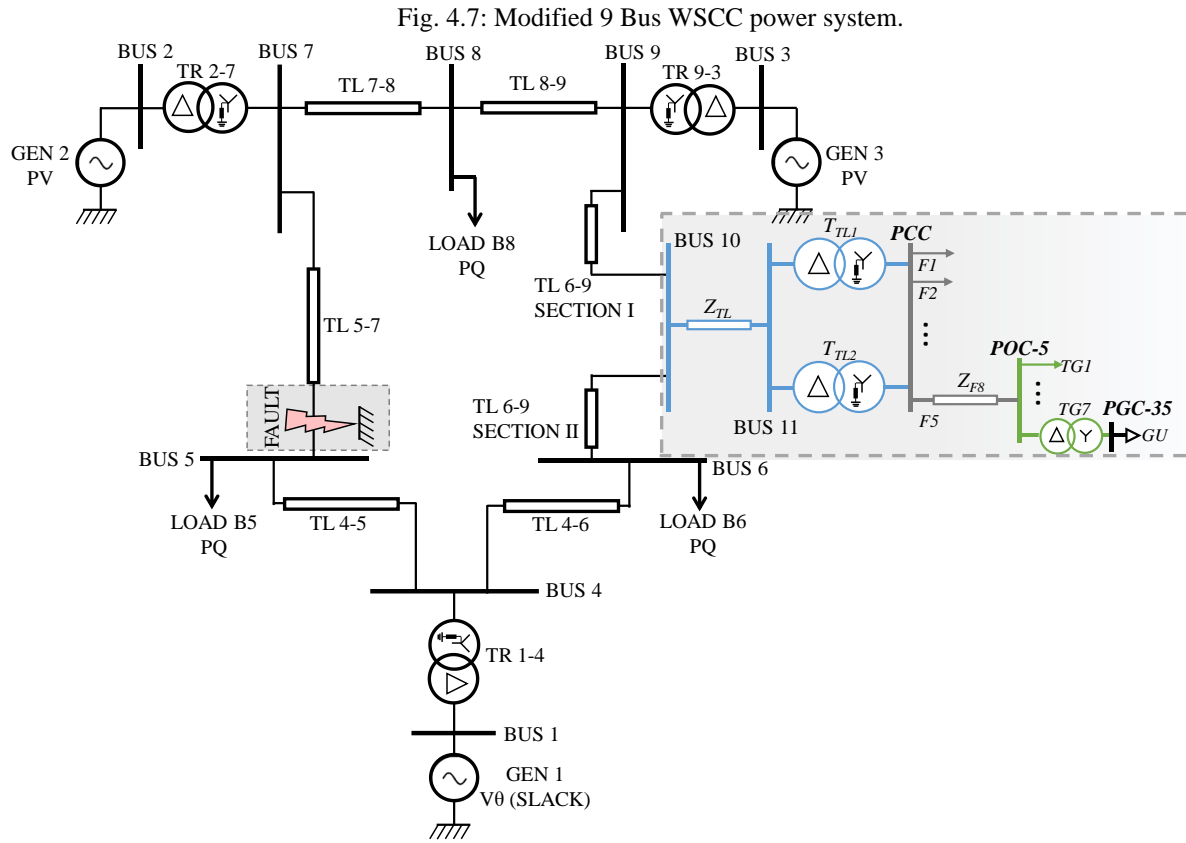 Fig. 4.7: Modified 9 Bus WSCC power system.
BUS 2
BUS 7
BUS 8
BUS 9
BUS 3
TR 2-7
TL 7-8
TL 8-9
TR 9-3
GEN 2
PV
GEN 3
PV
LOAD B8
PQ
TL 6-9
SECTION I
BUS 10
T_TL1
PCC
F1
F2
Z_TL
TL 5-7
T_TL2
POC-5
TG1
Z_F8
TG7
PGC-35
F5
GU
FAULT
TL 6-9
SECTION II
BUS 11
BUS 5
BUS 6
LOAD B5
PQ
TL 4-5
TL 4-6
LOAD B6
PQ
BUS 4
TR 1-4
BUS 1
GEN 1
Vθ (SLACK)